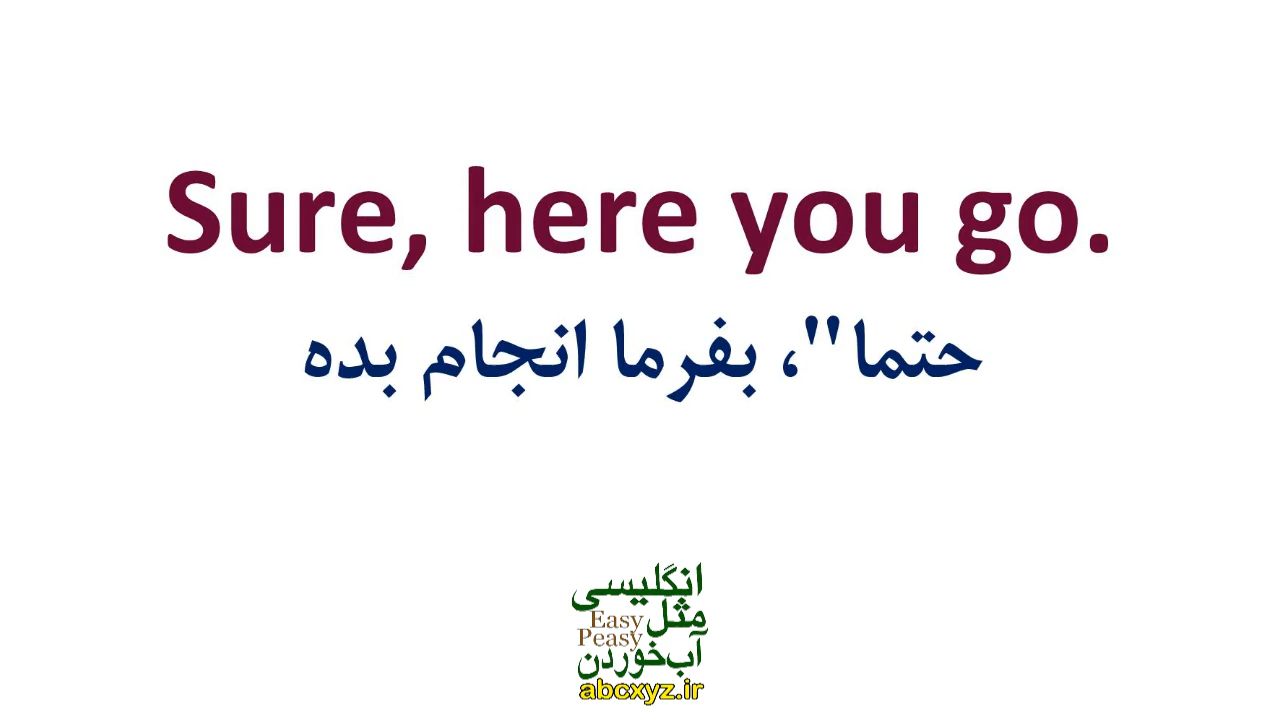 Sure, here you go.
حتما"، بفرما انجام بده
انگلیسی
مثل Easy
Peasy
آب‌خوردن
abcxyz.ir